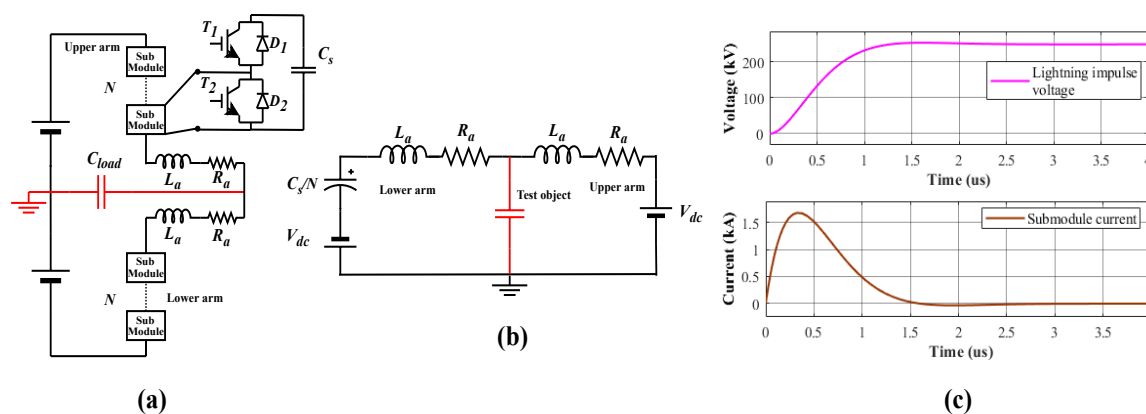 (a)
Upper arm
Sub
Module
N
Sub
Module
T1
D1
T2
D2
Cs
La
Ra
Cload
La
Ra
Sub
Module
N
Lower arm
Sub
Module
La
Ra
La
Ra
Cs/N
+
Lower arm
Test object
Upper arm
Vdc
Vdc
(b)
(c)
Voltage (kV)
200
100
0
Lightning impulse
voltage
0 0.5 1 1.5 2 2.5 3 3.5 4
Time (us)
Current (kA)
1.5
1
0.5
0
Submodule current
0 0.5 1 1.5 2 2.5 3 3.5
Time (us)
(a)
(b)
(c)